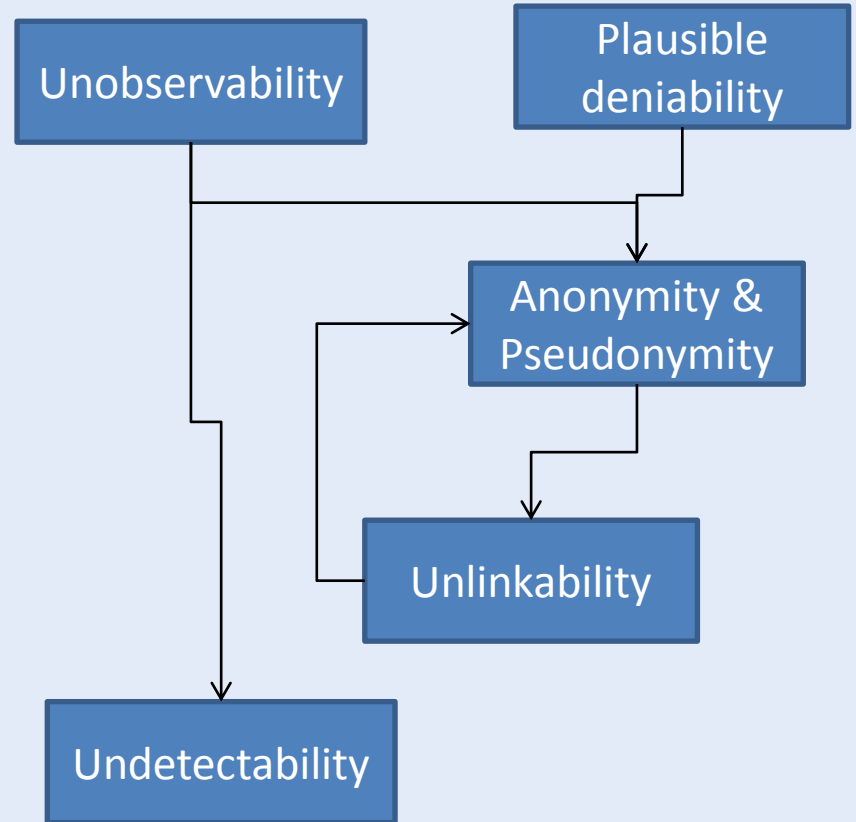 Unobservability
Plausible
deniability
Anonymity &
Pseudonymity
Unlinkability
Undetectability